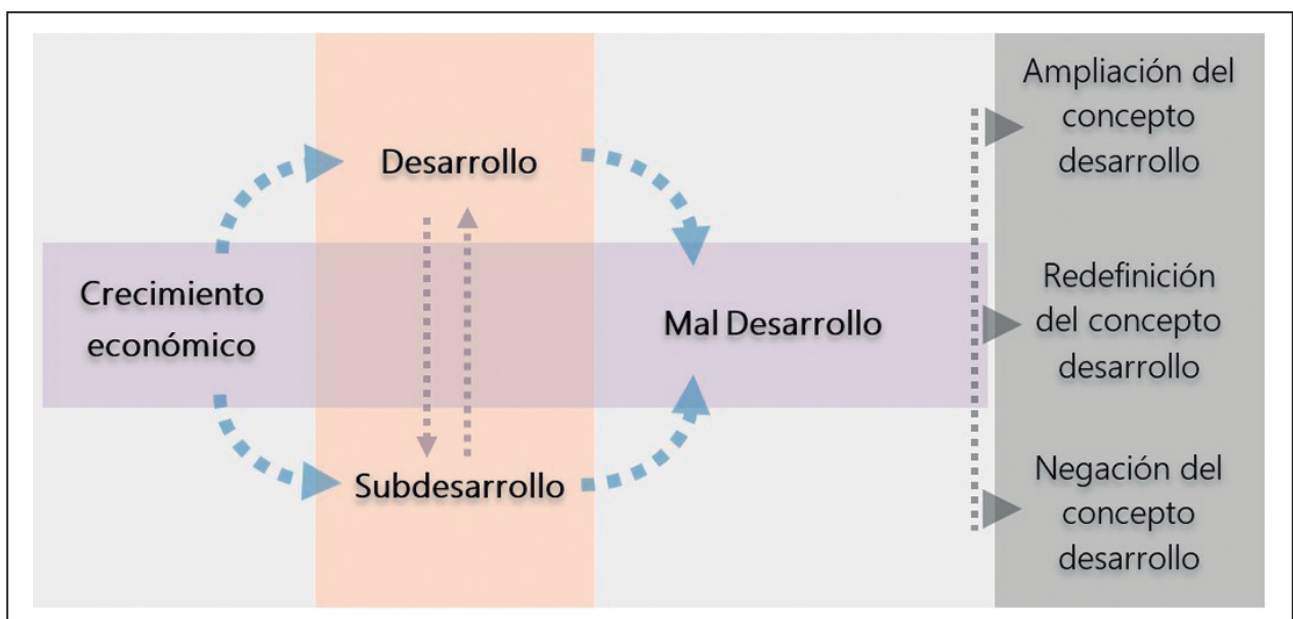 Crecimiento
económico
Desarrollo
Subdesarrollo
Mal Desarrollo
Ampliación del
concepto
desarrollo
Redefinición
del concepto
desarrollo
Negación del
concepto
desarrollo